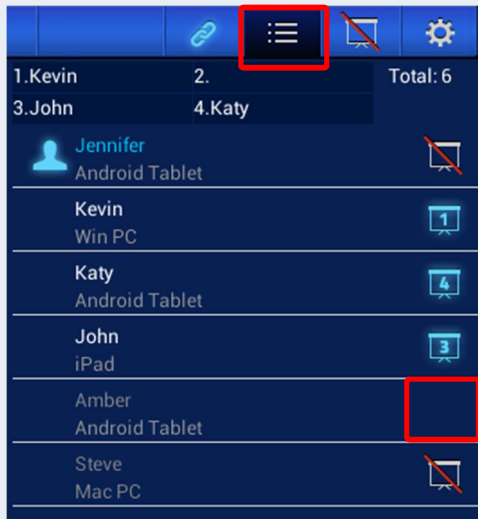 1.Kevin 2. Total: 6
3.John 4.Katy
Jennifer
Android Tablet
Kevin
Win PC
1
Katy
Android Tablet
4
John
iPad
3
Amber
Android Tablet
Steve
Mac PC